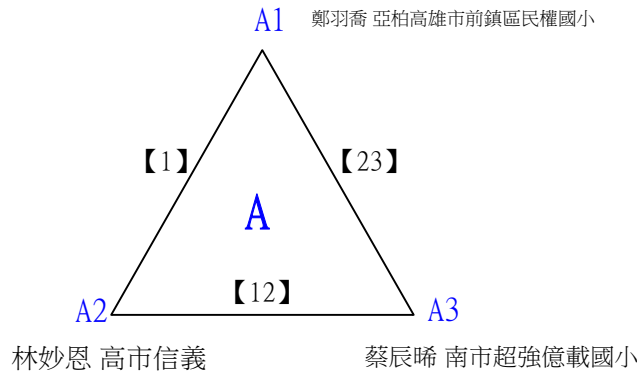 A1 鄭羽喬 亞柏高雄市前鎮區民權國小
【1】 【23】
A
【12】
A2 A3
林妙恩 高市信義 蔡辰晞 南市超強億載國小